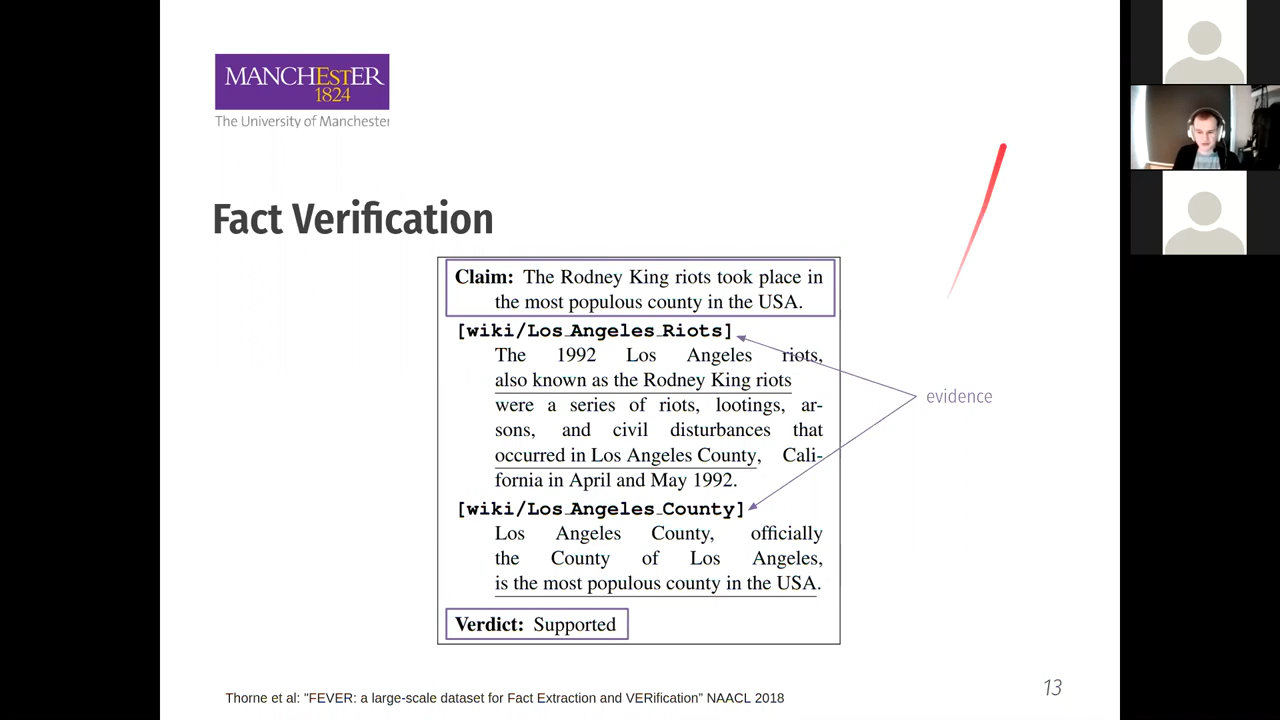 MANCHESTER
1824
The University of Manchester
Fact Verification
Claim: The Rodney King riots took place in
the most populous county in the USA.
[wiki/Los_Angeles_Riots]
The 1992 Los Angeles riots,
also known as the Rodney King riots
were a series of riots, lootings, ar-
sons, and civil disturbances that
occurred in Los Angeles County, Cali-
fornia in April and May 1992.
[wiki/Los_Angeles_County]
Los Angeles County, officially
the County of Los Angeles,
is the most populous county in the USA.
Verdict: Supported
evidence
Thorne et al: "FEVER: a large-scale dataset for Fact Extraction and VERification" NAACL 2018
13